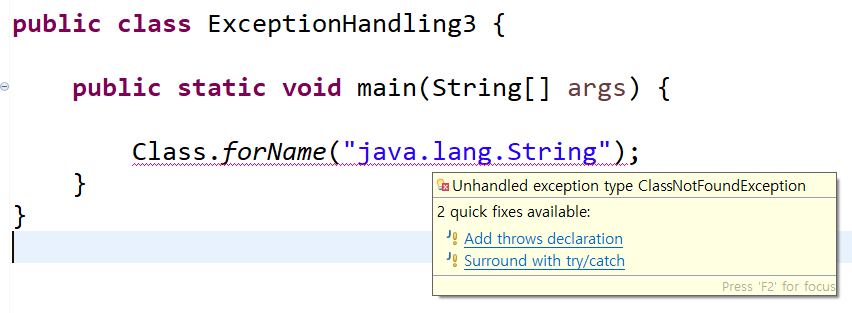 public class ExceptionHandling3 {
public static void main(String[] args) {
Class.forName("java.lang.String");
}
}
Unhandled exception type ClassNotFoundException
2 quick fixes available:
Add throws declaration
Surround with try/catch
Press 'F2' for focus